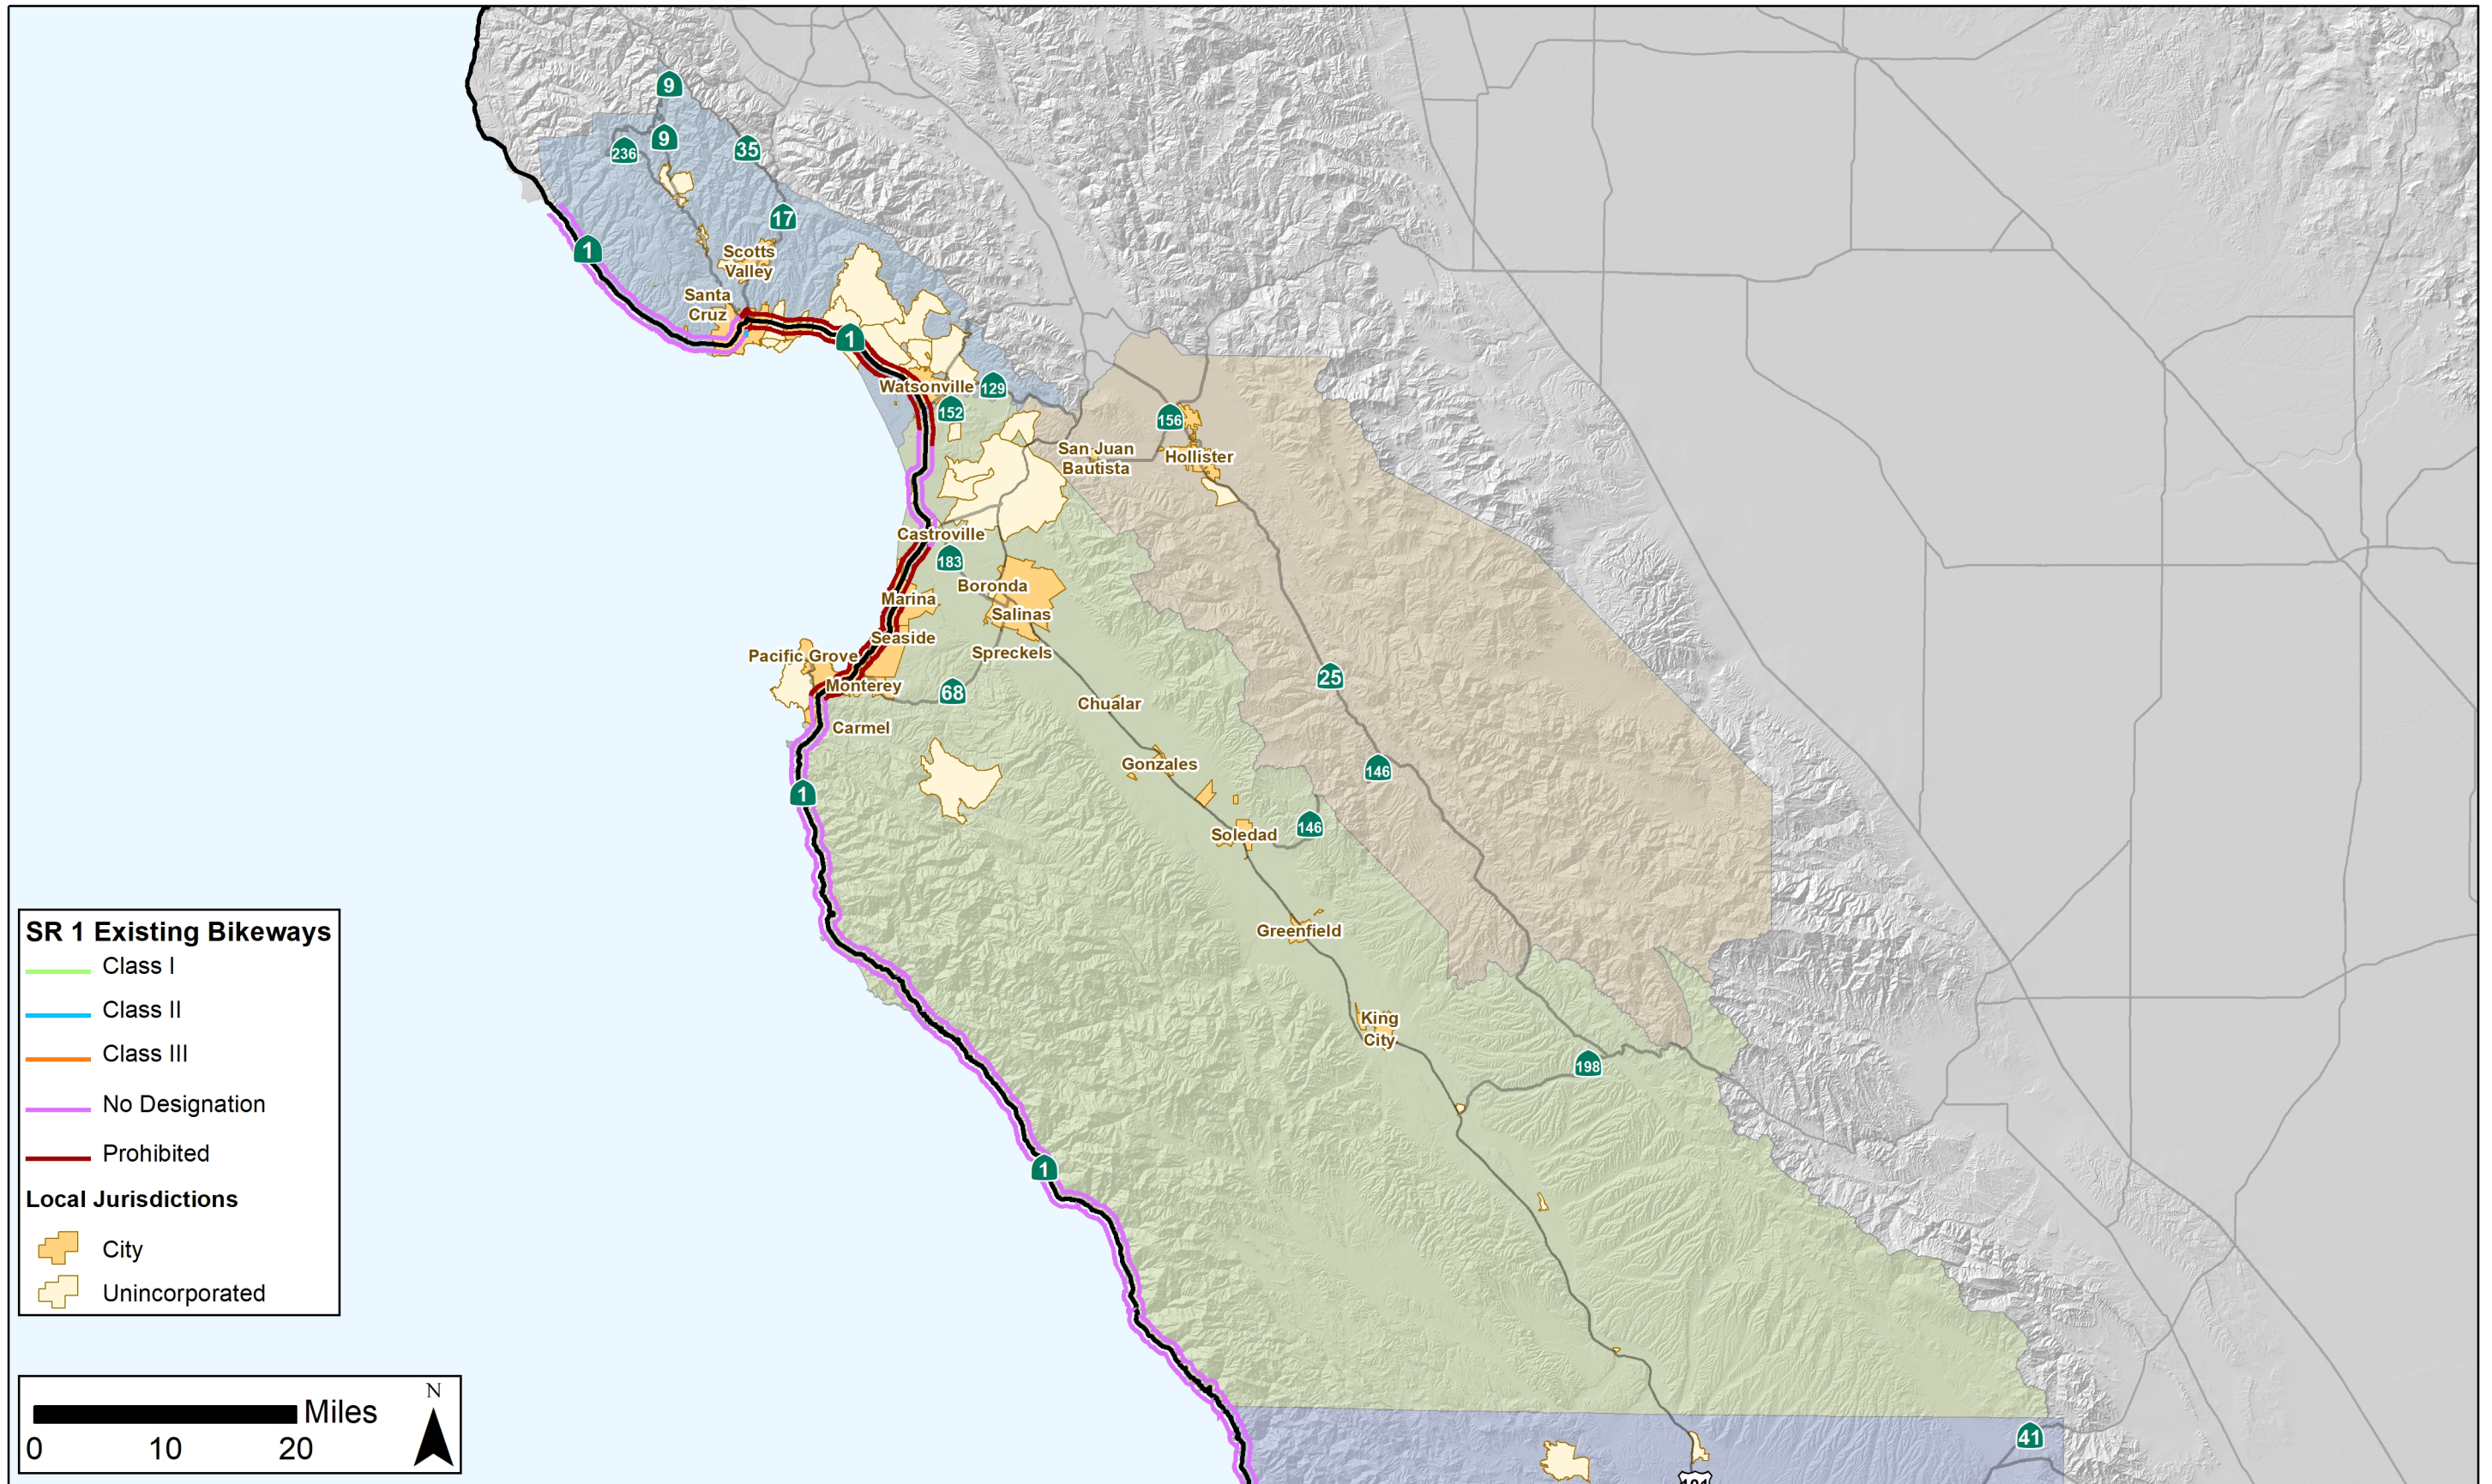 9
9
236
35
17
1
Scotts
Valley
Santa
Cruz
1
Watsonville
129
152
156
San Juan
Bautista
Hollister
Castroville
183
Boronda
Marina
Salinas
Seaside
Spreckels
Pacific Grove
Monterey
68
25
Chualar
Carmel
Gonzales
146
1
146
Soledad
Greenfield
King
City
198
1
41
101
SR 1 Existing Bikeways
Class I
Class II
Class III
No Designation
Prohibited
Local Jurisdictions
City
Unincorporated
N
Miles
0 10 20